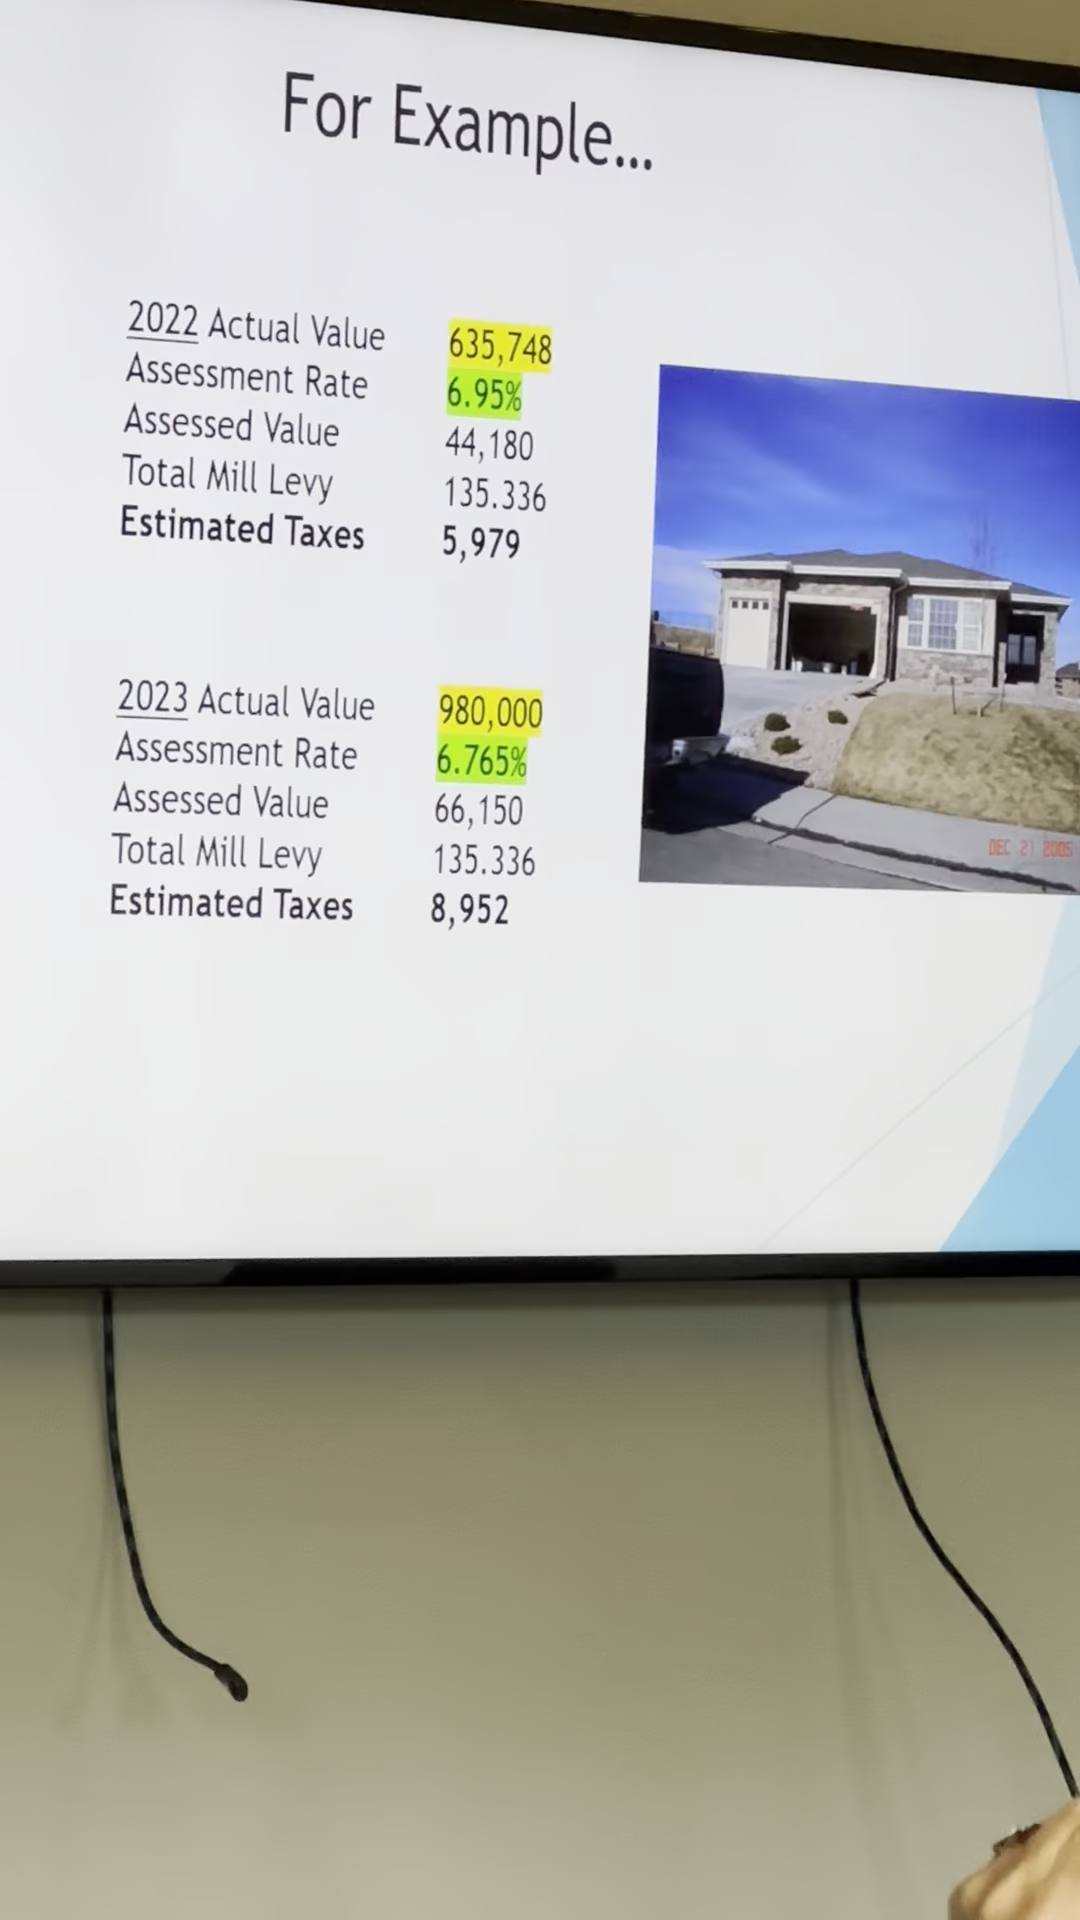 For Example...
2022 Actual Value 635,748
Assessment Rate 6.95%
Assessed Value 44,180
Total Mill Levy 135.336
Estimated Taxes 5,979
2023 Actual Value 980,000
Assessment Rate 6.765%
Assessed Value 66,150
Total Mill Levy 135.336
Estimated Taxes 8,952
DEC 21 2005